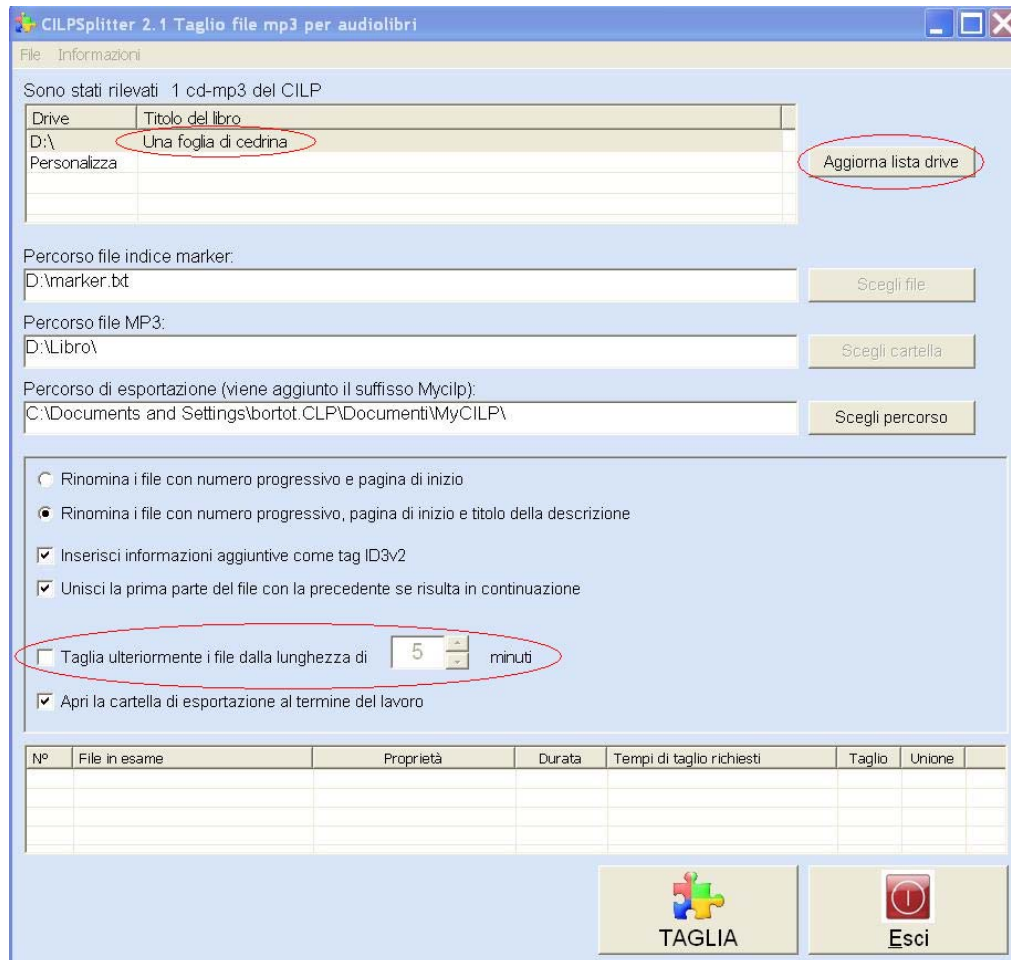 CILPSplitter 2.1 Taglio file mp3 per audiolibri
File Informazioni
Sono stati rilevati 1 cd-mp3 del CILP
Drive Titolo del libro
D:\ Una foglia di cedrina
Personalizza
Aggiorna lista drive
Percorso file indice marker:
D:\marker.txt
Scegli file
Percorso file MP3:
D:\Libro\
Scegli cartella
Percorso di esportazione (viene aggiunto il suffisso Mycilp):
C:\Documents and Settings\bortot.CLP\Documenti\MyCILP\
Scegli percorso
Rinomina i file con numero progressivo e pagina di inizio
Rinomina i file con numero progressivo, pagina di inizio e titolo della descrizione
Inserisci informazioni aggiuntive come tag ID3v2
Unisci la prima parte del file con la precedente se risulta in continuazione
Taglia ulteriormente i file dalla lunghezza di 5 minuti
Apri la cartella di esportazione al termine del lavoro
Nº File in esame Proprietà Durata Tempi di taglio richiesti Taglio Unione
TAGLIA
Esci